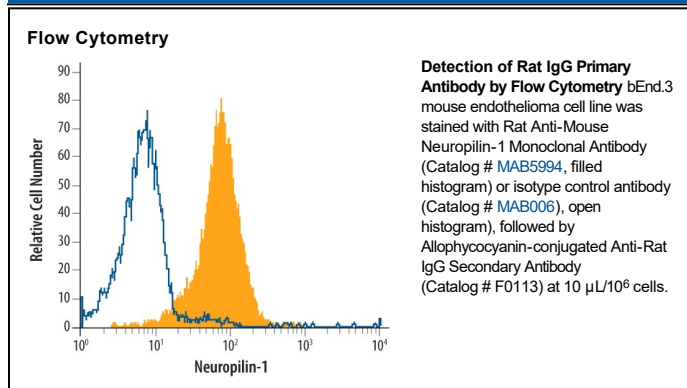 Flow Cytometry
90
80
70
60
50
40
30
20
10
0
Relative Cell Number
10⁰ 10¹ 10² 10³ 10⁴
Neuropilin-1
Detection of Rat IgG Primary
Antibody by Flow Cytometry bEnd.3
mouse endothelioma cell line was
stained with Rat Anti-Mouse
Neuropilin-1 Monoclonal Antibody
(Catalog # MAB5994, filled
histogram) or isotype control antibody
(Catalog # MAB006), open
histogram), followed by
Allophycocyanin-conjugated Anti-Rat
IgG Secondary Antibody
(Catalog # F0113) at 10 µL/10⁶ cells.